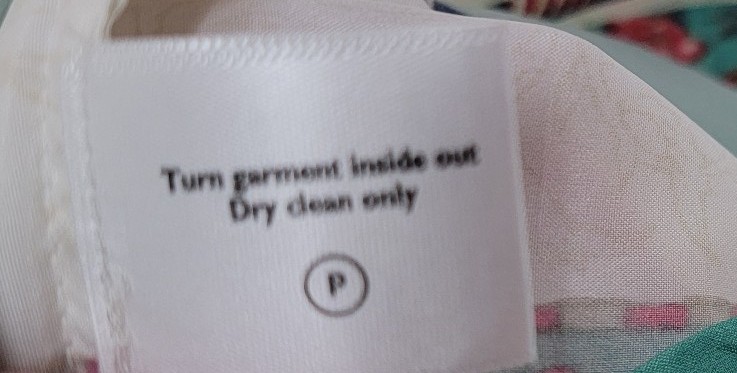 Turn garment inside out
Dry clean only
P